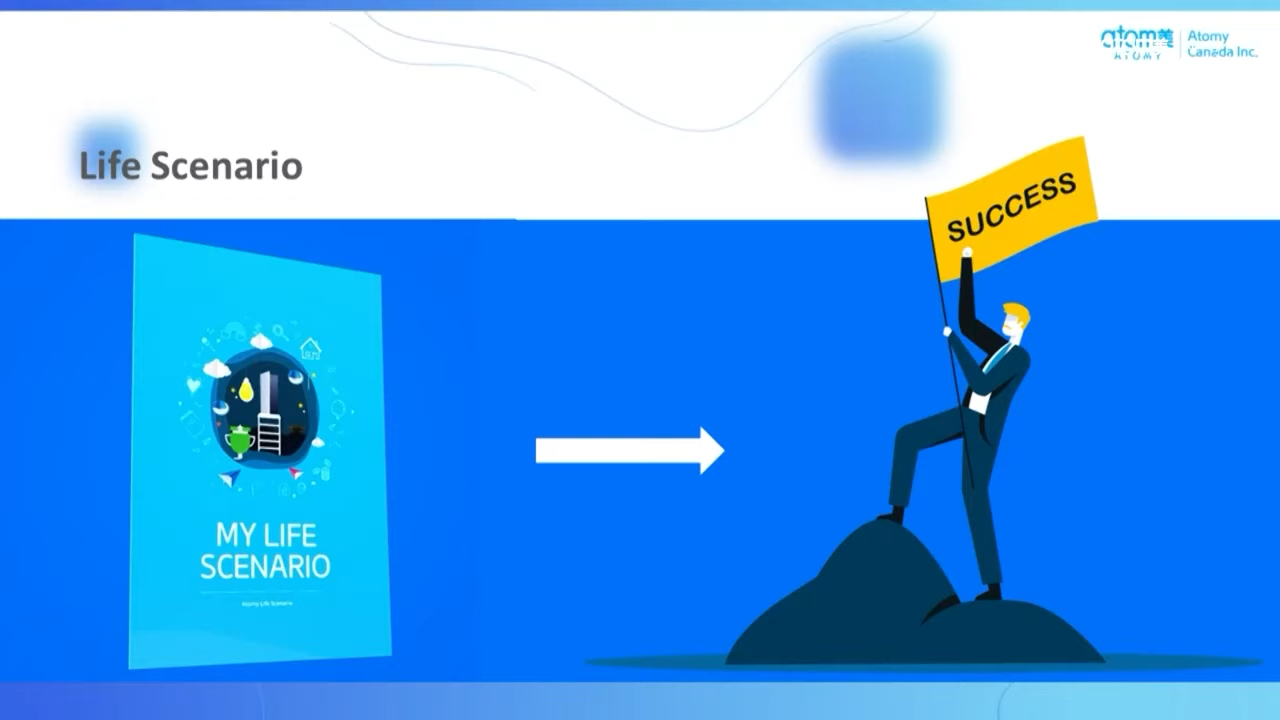 atom美
ATOMY
Atomy
Canada Inc.
Life Scenario
SUCCESS
MY LIFE
SCENARIO
Atomy Life Scenario